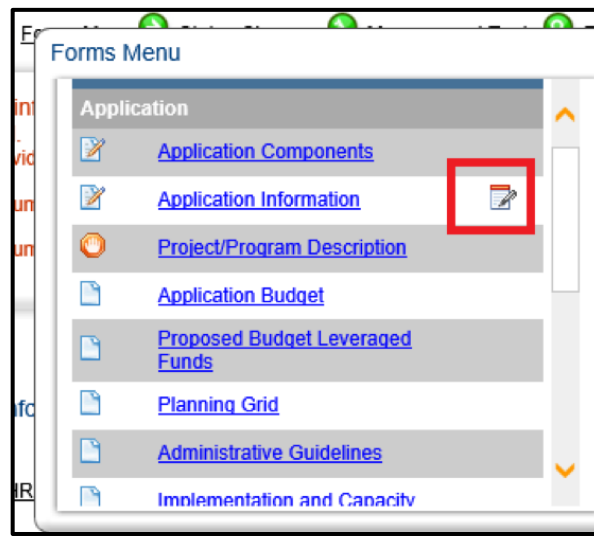 Forms Menu
Application
Application Components
Application Information
Project/Program Description
Application Budget
Proposed Budget Leveraged
Funds
Planning Grid
Administrative Guidelines
Implementation and Capacity